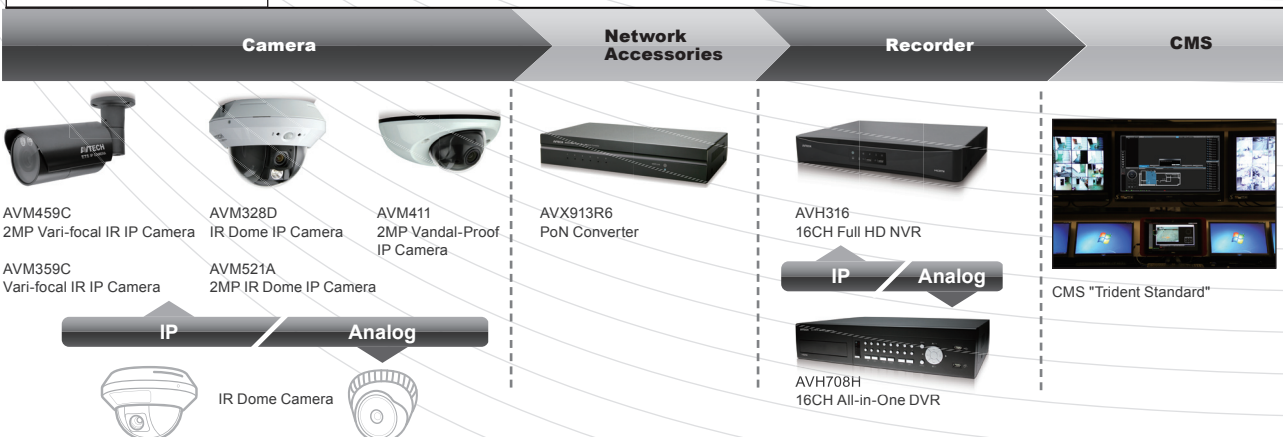 Camera
Network
Accessories
Recorder
CMS
AVTECH
AVM459C
2MP Vari-focal IR IP Camera
AVM359C
Vari-focal IR IP Camera
AVM328D
IR Dome IP Camera
AVM521A
2MP IR Dome IP Camera
AVM411
2MP Vandal-Proof
IP Camera
IP
Analog
IR Dome Camera
AVX913R6
PoN Converter
AVH316
16CH Full HD NVR
IP
Analog
AVH708H
16CH All-in-One DVR
CMS "Trident Standard"